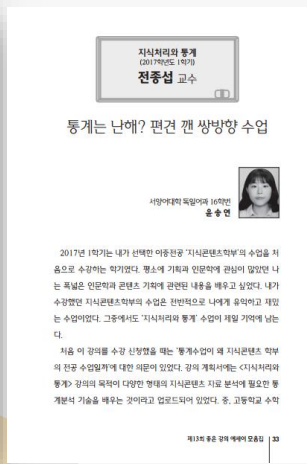 지식처리와 통계
(2017학년도 1학기)
전종섭 교수
통계는 난해? 편견 깬 쌍방향 수업
서양어대학 독일어과 16학번
윤송연
2017년 1학기는 내가 선택한 이중전공 '지식콘텐츠학부'의 수업을 처
음으로 수강하는 학기였다. 평소에 기획과 인문학에 관심이 많았던 나
는 폭넓은 인문학과 콘텐츠 기획에 관련된 내용을 배우고 싶었다. 내가
수강했던 지식콘텐츠학부의 수업은 전반적으로 나에게 유익하고 재밌
는 수업이었다. 그중에서도 '지식처리와 통계' 수업이 제일 기억에 남는
다.
처음 이 강의를 수강 신청했을 때는 '통계수업이 왜 지식콘텐츠 학부
의 전공 수업일까'에 대한 의문이 있었다. 강의 계획서에는 <지식처리와
통계> 강의의 목적이 다양한 형태의 지식콘텐츠 자료 분석에 필요한 통
계분석 기술을 배우는 것이라고 업로드되어 있었다. 중, 고등학교 수학
제13회 좋은 강의 에세이 모음집 | 33